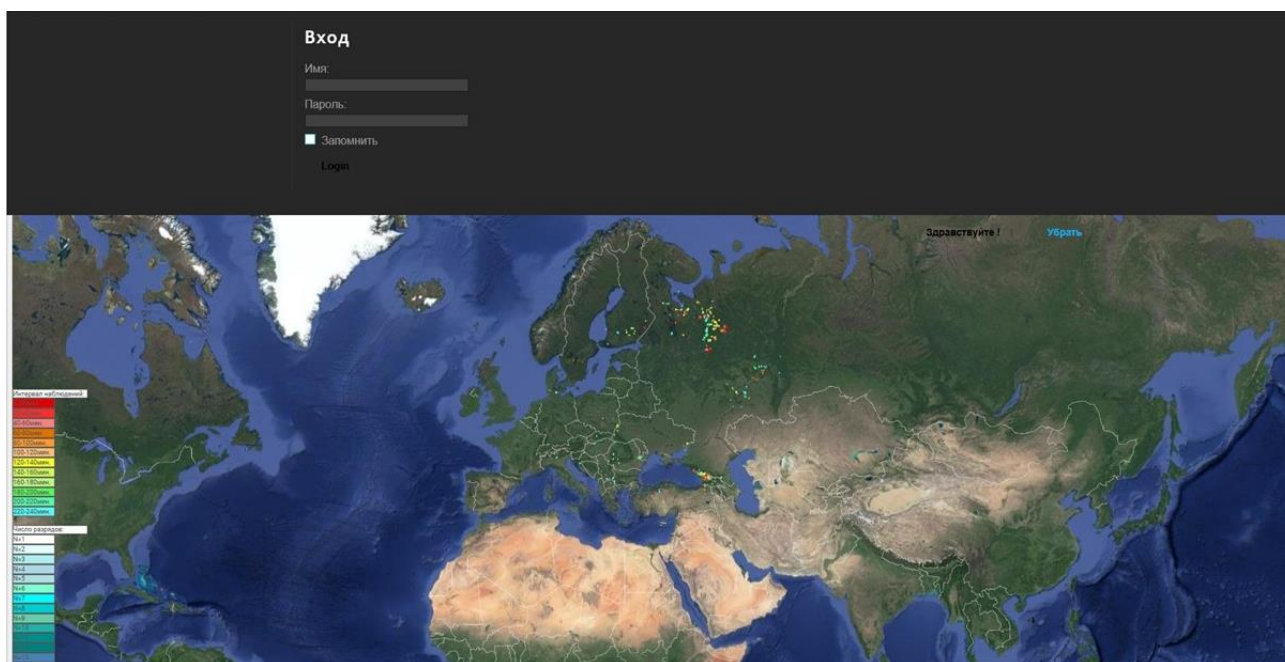 Вход
Имя:
Пароль:
Запомнить
Login
Здравствуйте ! Убрать
Интервал наблюдений
40-60мин.
60-80мин.
80-100мин.
100-120мин.
120-140мин.
140-160мин.
160-180мин.
180-200мин.
200-220мин.
220-240мин.
Число разрядов:
N=1
N=2
N=3
N=4
N=5
N=6
N=7
N=8
N=9
N=10